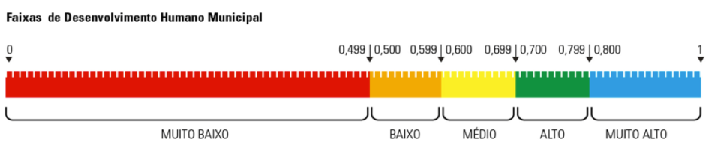 Faixas de Desenvolvimento Humano Municipal
0 0,499 | 0,500 0,599 | 0,600 0,699 | 0,700 0,799 | 0,800 1
MUITO BAIXO BAIXO MÉDIO ALTO MUITO ALTO